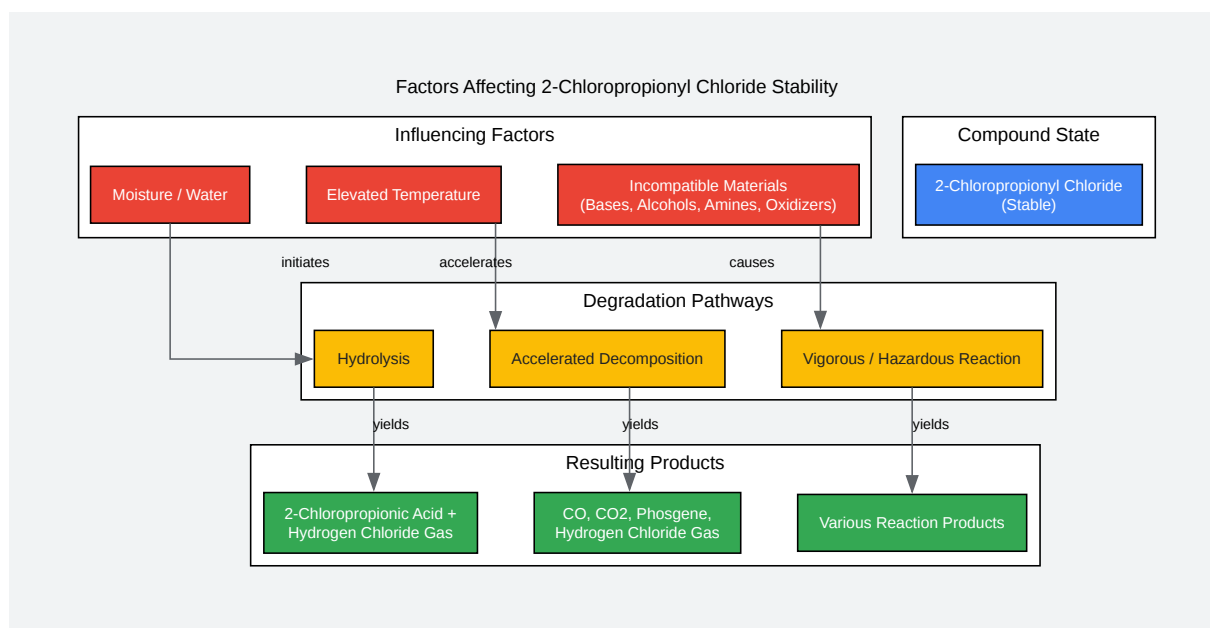 Factors Affecting 2-Chloropropionyl Chloride Stability
Influencing Factors
Compound State
Moisture / Water
Elevated Temperature
Incompatible Materials
(Bases, Alcohols, Amines, Oxidizers)
2-Chloropropionyl Chloride
(Stable)
initiates
accelerates
causes
Degradation Pathways
Hydrolysis
Accelerated Decomposition
Vigorous / Hazardous Reaction
yields
yields
yields
Resulting Products
2-Chloropropionic Acid +
Hydrogen Chloride Gas
CO, CO2, Phosgene,
Hydrogen Chloride Gas
Various Reaction Products